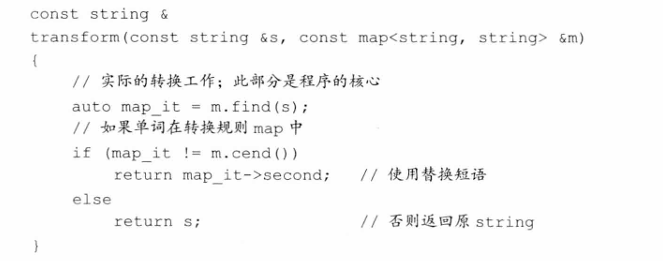 const string &
transform(const string &s, const map<string, string> &m)
{
    // 实际的转换工作；此部分是程序的核心
    auto map_it = m.find(s);
    // 如果单词在转换规则 map 中
    if (map_it != m.cend())
        return map_it->second;   // 使用替换短语
    else
        return s;                // 否则返回原 string
}